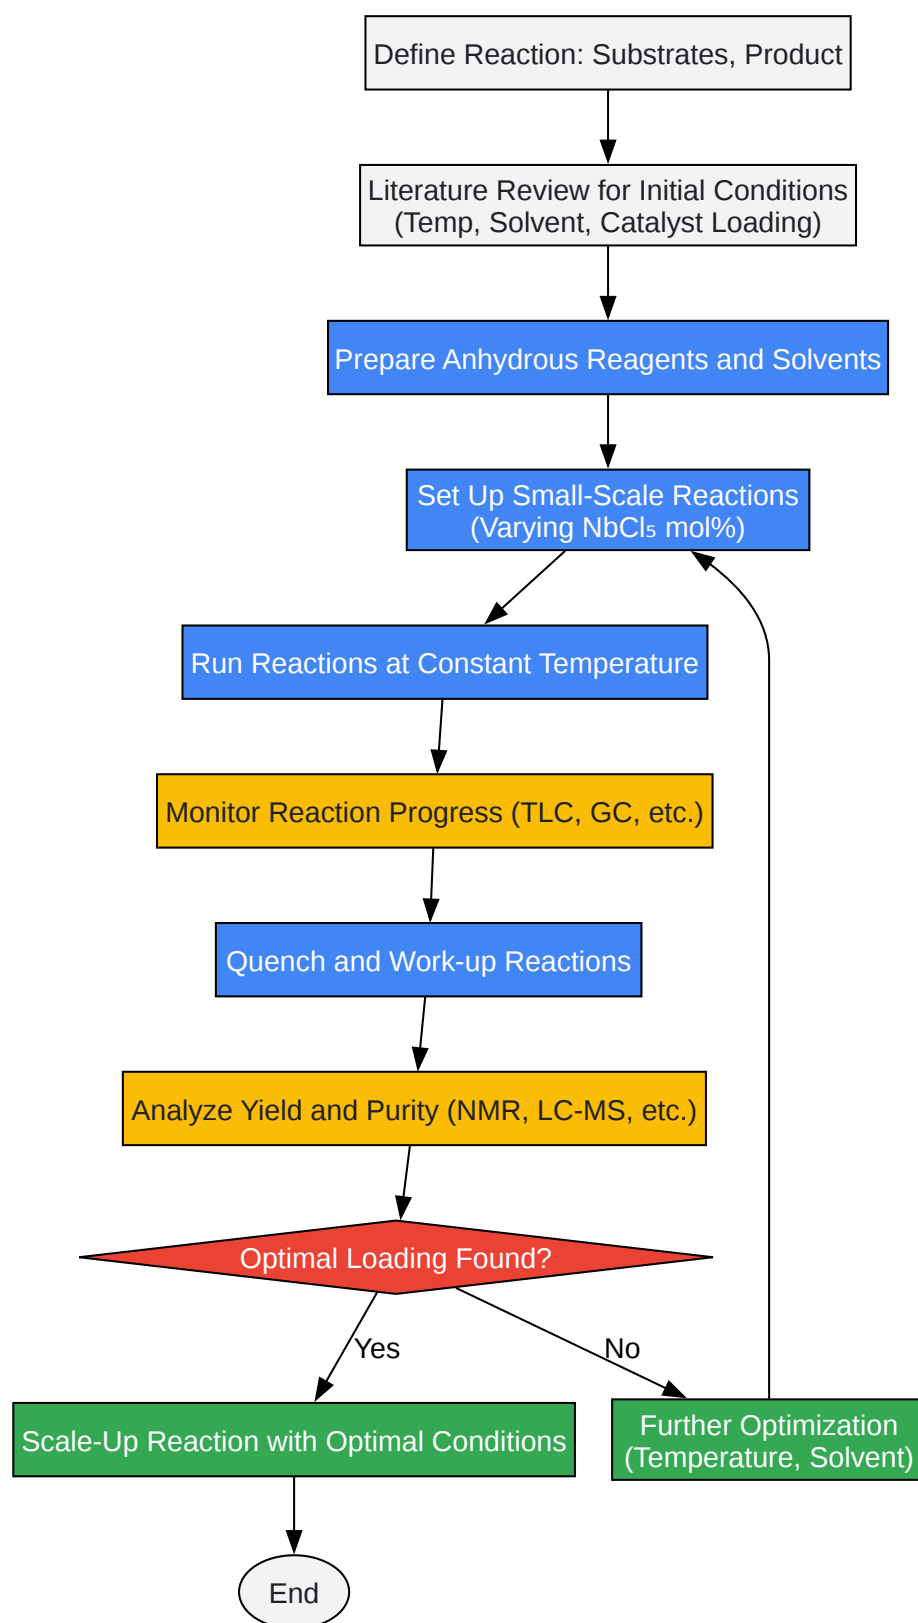 Define Reaction: Substrates, Product
Literature Review for Initial Conditions
(Temp, Solvent, Catalyst Loading)
Prepare Anhydrous Reagents and Solvents
Set Up Small-Scale Reactions
(Varying NbCl₅ mol%)
Run Reactions at Constant Temperature
Monitor Reaction Progress (TLC, GC, etc.)
Quench and Work-up Reactions
Analyze Yield and Purity (NMR, LC-MS, etc.)
Optimal Loading Found?
Yes
No
Scale-Up Reaction with Optimal Conditions
Further Optimization
(Temperature, Solvent)
End